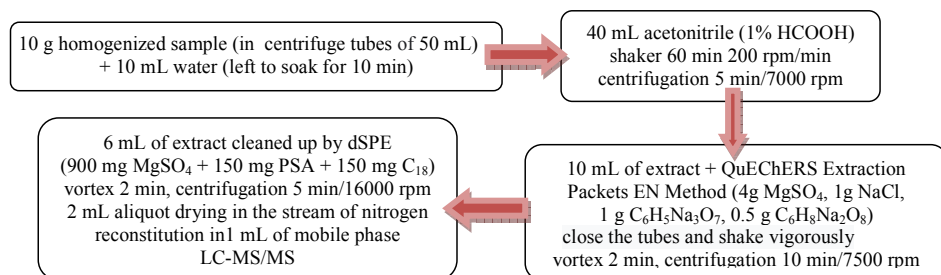 10 g homogenized sample (in centrifuge tubes of 50 mL)
+ 10 mL water (left to soak for 10 min)
40 mL acetonitrile (1% HCOOH)
shaker 60 min 200 rpm/min
centrifugation 5 min/7000 rpm
10 mL of extract + QuEChERS Extraction
Packets EN Method (4g MgSO₄, 1g NaCl,
1 g C₆H₅Na₃O₇, 0.5 g C₆H₈Na₂O₈)
close the tubes and shake vigorously
vortex 2 min, centrifugation 10 min/7500 rpm
6 mL of extract cleaned up by dSPE
(900 mg MgSO₄ + 150 mg PSA + 150 mg C₁₈)
vortex 2 min, centrifugation 5 min/16000 rpm
2 mL aliquot drying in the stream of nitrogen
reconstitution in1 mL of mobile phase
LC-MS/MS